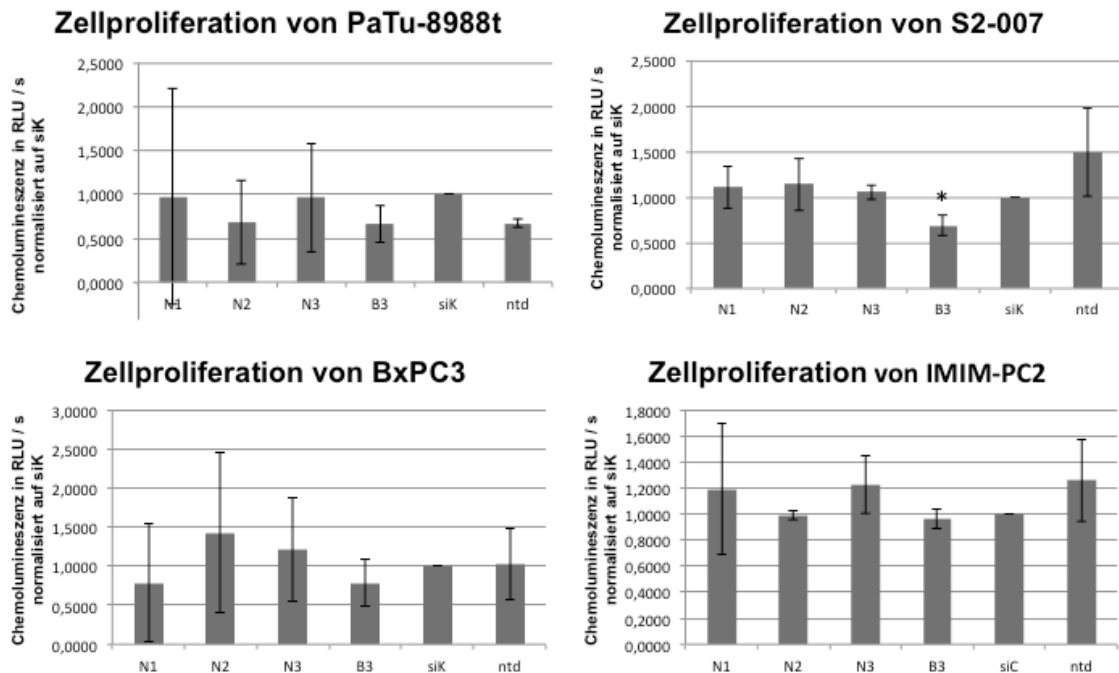 Zellproliferation von PaTu-8988t
Chemolumineszenz in RLU / s
normalisiert auf siK
2,5000
2,0000
1,5000
1,0000
0,5000
0,0000
N1
N2
N3
B3
siK
ntd
Zellproliferation von S2-007
Chemolumineszenz in RLU / s
normalisiert auf siK
2,5000
2,0000
1,5000
1,0000
0,5000
0,0000
*
N1
N2
N3
B3
siK
ntd
Zellproliferation von BxPC3
Chemolumineszenz in RLU / s
normalisiert auf siK
3,0000
2,5000
2,0000
1,5000
1,0000
0,5000
0,0000
N1
N2
N3
B3
siK
ntd
Zellproliferation von IMIM-PC2
Chemolumineszenz in RLU / s
normalisiert auf siK
1,8000
1,6000
1,4000
1,2000
1,0000
0,8000
0,6000
0,4000
0,2000
0,0000
N1
N2
N3
B3
siC
ntd